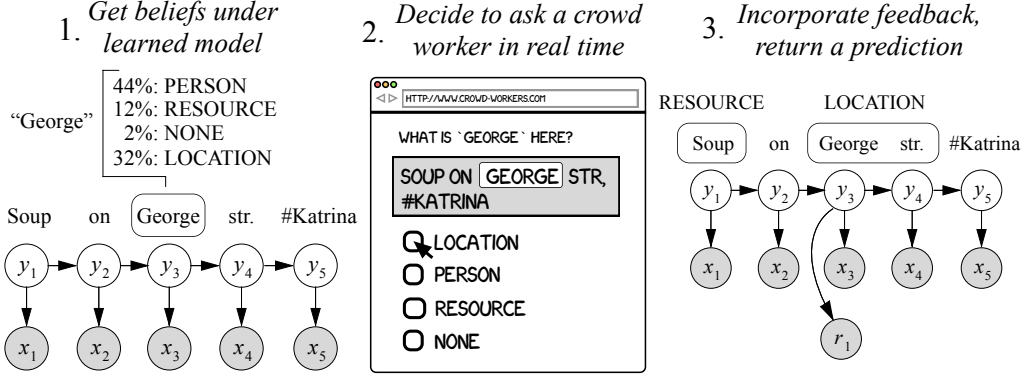 1. Get beliefs under
learned model
44%: PERSON
12%: RESOURCE
2%: NONE
32%: LOCATION
“George”
Soup on George str. #Katrina
y1 y2 y3 y4 y5
x1 x2 x3 x4 x5
2. Decide to ask a crowd
worker in real time
HTTP://WWW.CROWD-WORKERS.COM
WHAT IS `GEORGE` HERE?
SOUP ON GEORGE STR,
#KATRINA
LOCATION
PERSON
RESOURCE
NONE
3. Incorporate feedback,
return a prediction
RESOURCE LOCATION
Soup on George str. #Katrina
y1 y2 y3 y4 y5
x1 x2 x3 x4 x5
r1